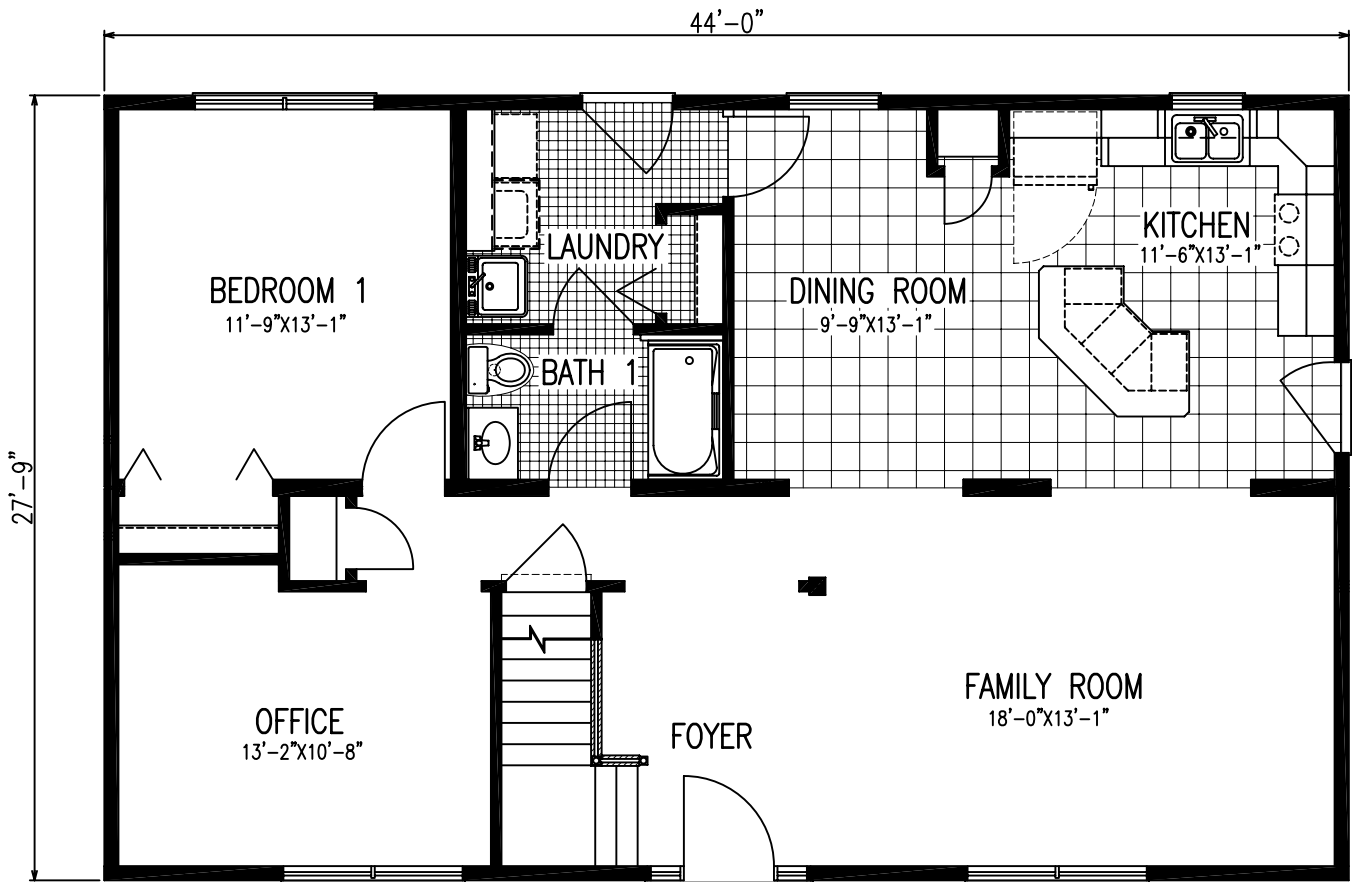 44'-0"
27'-9"
BEDROOM 1
11'-9"X13'-1"
LAUNDRY
BATH 1
DINING ROOM
9'-9"X13'-1"
KITCHEN
11'-6"X13'-1"
OFFICE
13'-2"X10'-8"
FOYER
FAMILY ROOM
18'-0"X13'-1"